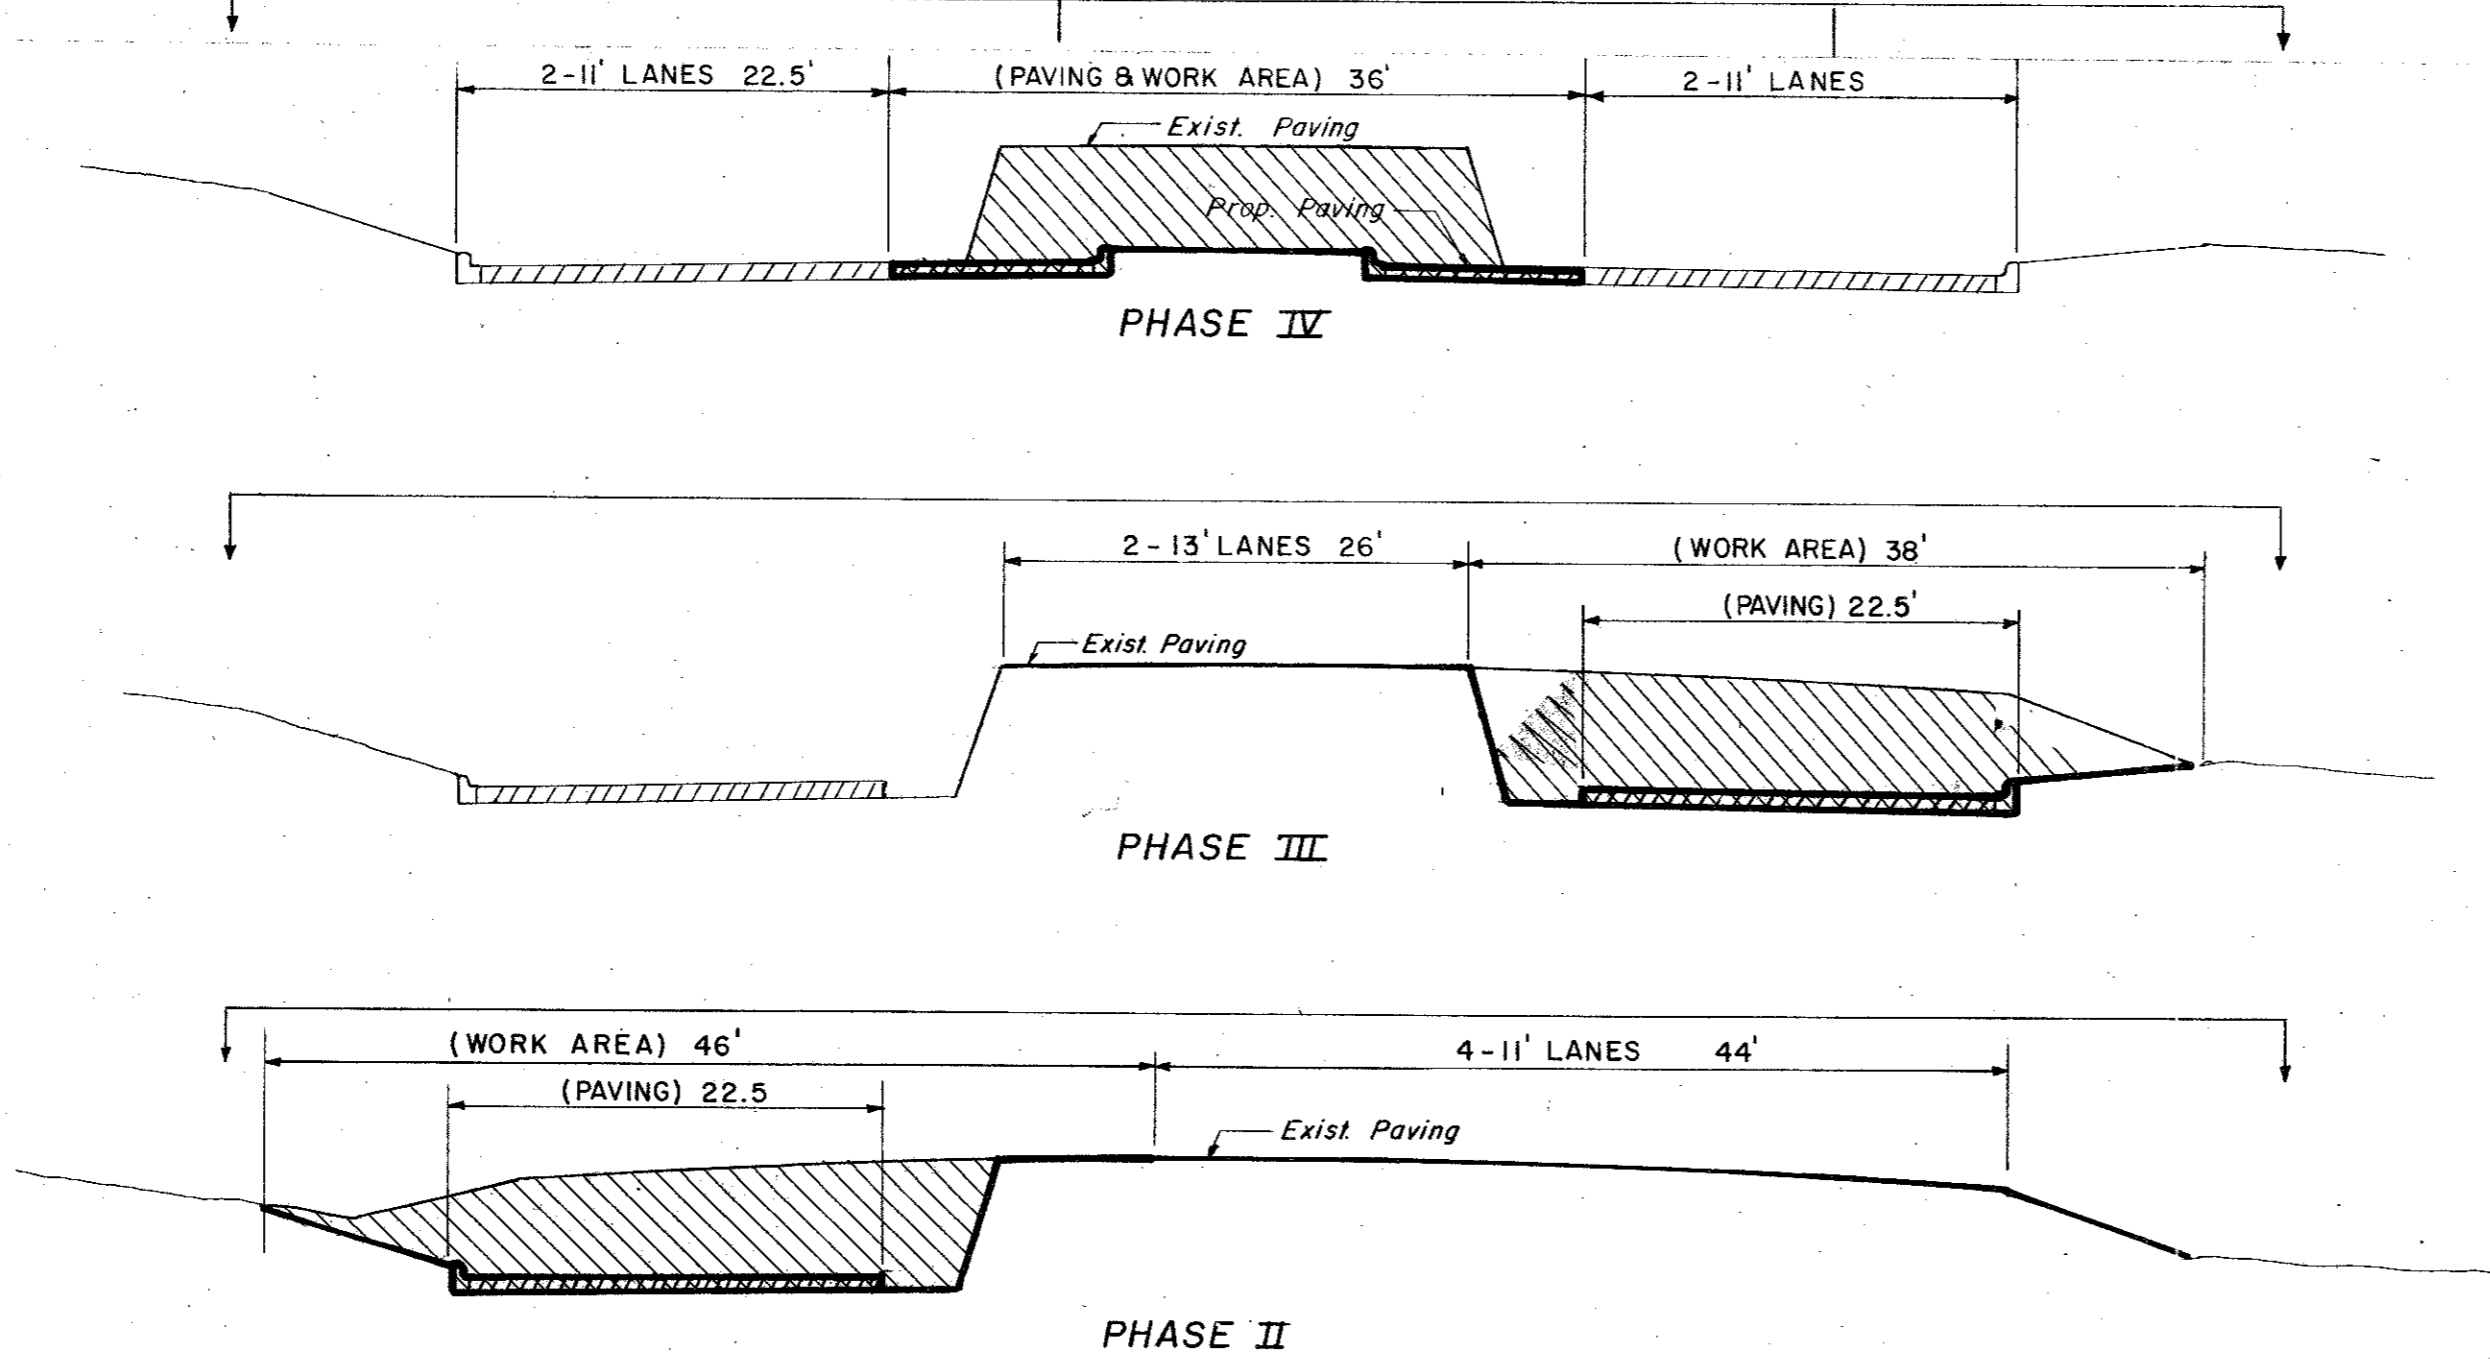 2-11' LANES 22.5'
(PAVING & WORK AREA) 36'
2-11' LANES
Exist. Paving
Prop. Paving
PHASE IV
2-13' LANES 26'
(WORK AREA) 38'
(PAVING) 22.5'
Exist. Paving
PHASE III
(WORK AREA) 46'
4-11' LANES 44'
(PAVING) 22.5
Exist. Paving
PHASE II